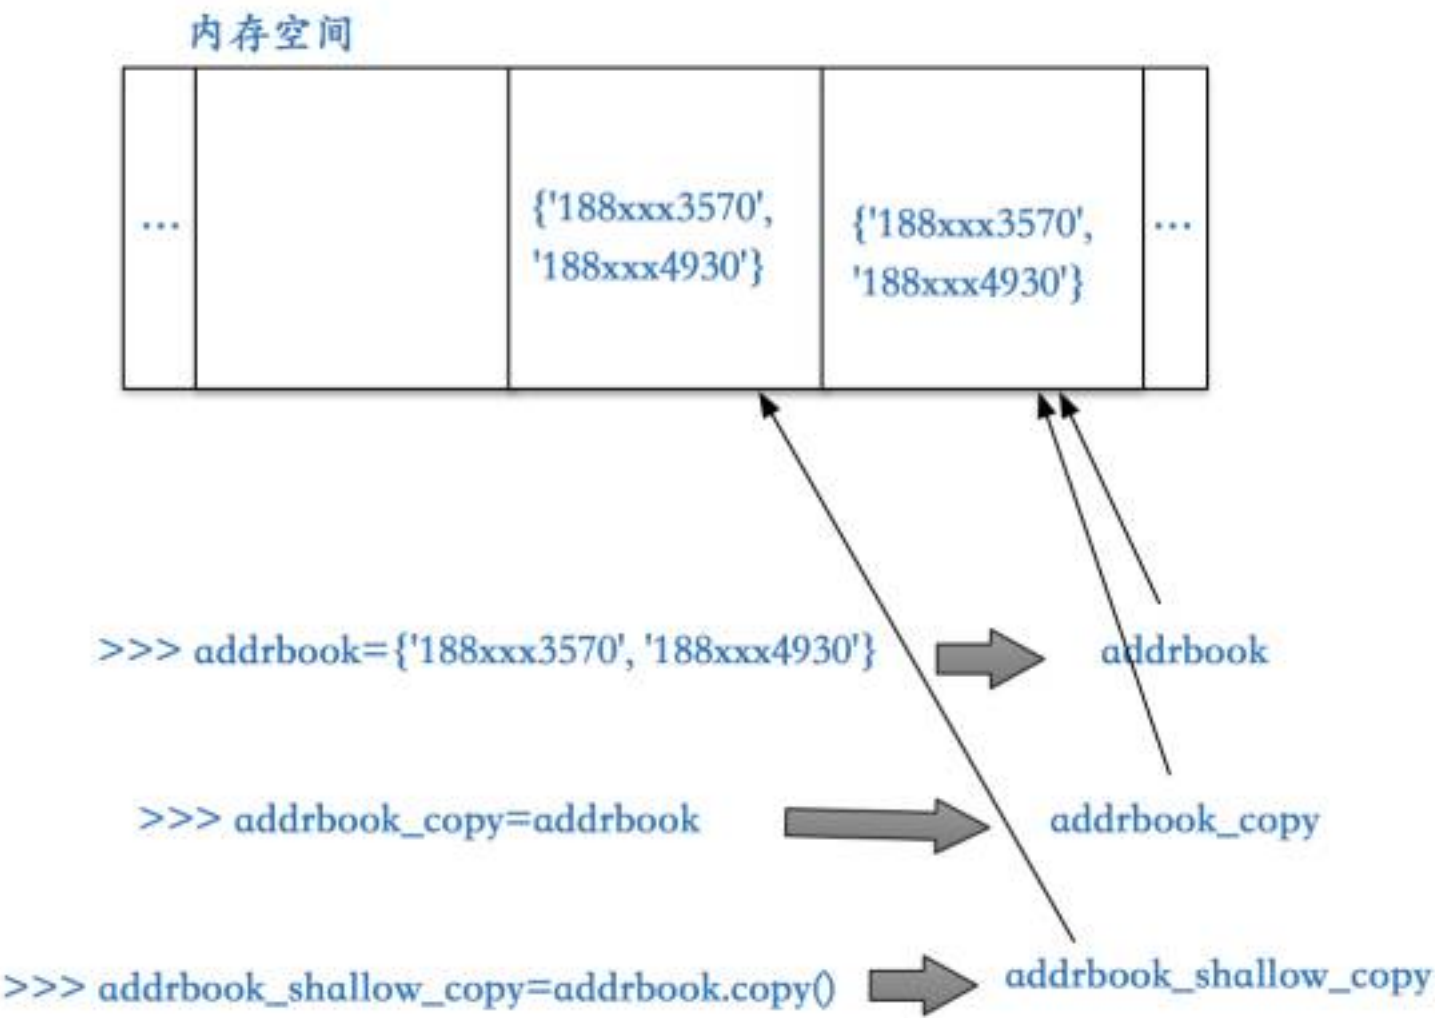 内存空间
...
{'188xxx3570',
'188xxx4930'}
{'188xxx3570',
'188xxx4930'}
...
>>> addrbook={'188xxx3570', '188xxx4930'}
addrbook
>>> addrbook_copy=addrbook
addrbook_copy
>>> addrbook_shallow_copy=addrbook.copy()
addrbook_shallow_copy